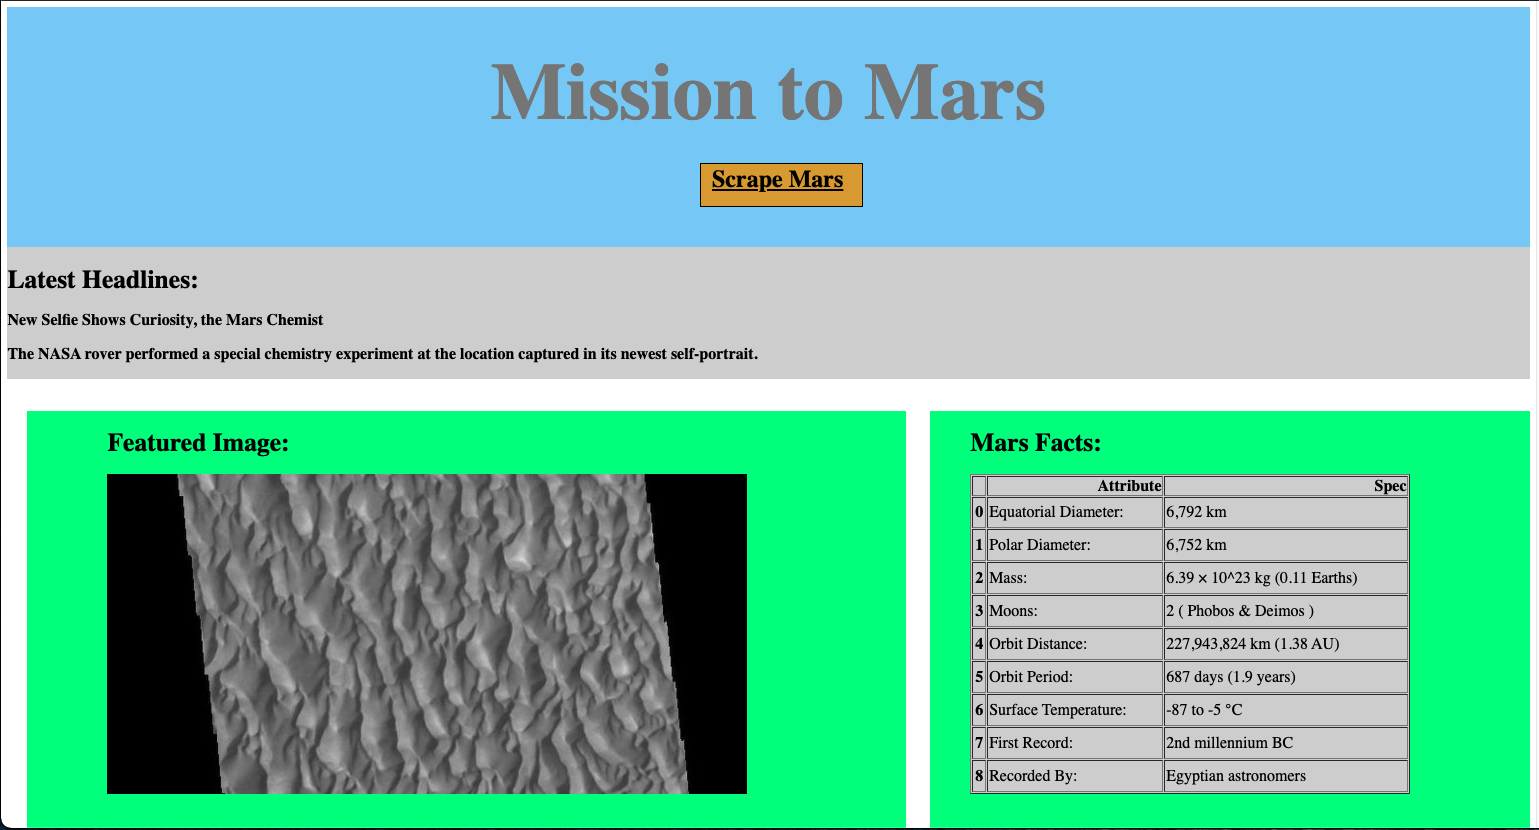 Mission to Mars
Scrape Mars
Latest Headlines:
New Selfie Shows Curiosity, the Mars Chemist
The NASA rover performed a special chemistry experiment at the location captured in its newest self-portrait.
Featured Image:
Mars Facts:
Attribute Spec
0 Equatorial Diameter: 6,792 km
1 Polar Diameter: 6,752 km
2 Mass: 6.39 × 10^23 kg (0.11 Earths)
3 Moons: 2 ( Phobos & Deimos )
4 Orbit Distance: 227,943,824 km (1.38 AU)
5 Orbit Period: 687 days (1.9 years)
6 Surface Temperature: -87 to -5 °C
7 First Record: 2nd millennium BC
8 Recorded By: Egyptian astronomers